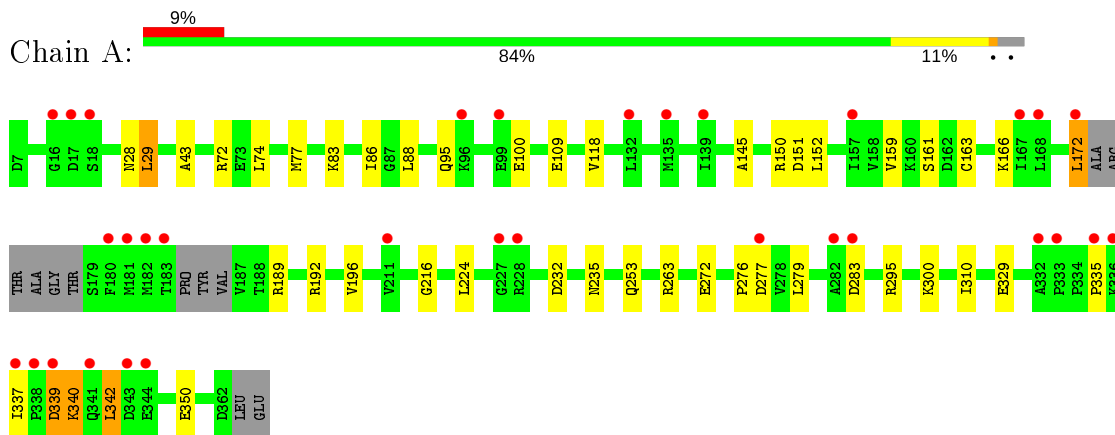 9%
Chain A:
84% 11% • •
D7 G16 D17 S18 N28 L29 A43 R72 E73 L74 M77 K83 I86 G87 L88 Q95 K96 E99 E100 E109 V118 L132 M135 I139 A145 R150 D151 L152 I157 V158 V159 K160 S161 D162 C163 K166 I167 L168 L172 ALA ARG
THR ALA GLY THR S179 F180 M181 M182 T183 PRO TYR VAL V187 T188 R189 R192 V196 V211 G216 L224 G227 R228 D232 N235 Q253 R263 E272 P276 D277 V278 L279 A282 D283 R295 K300 I310 E329 A332 P333 P334 P335 K336
I337 P338 D339 K340 Q341 L342 D343 E344 E350 D362 LEU GLU